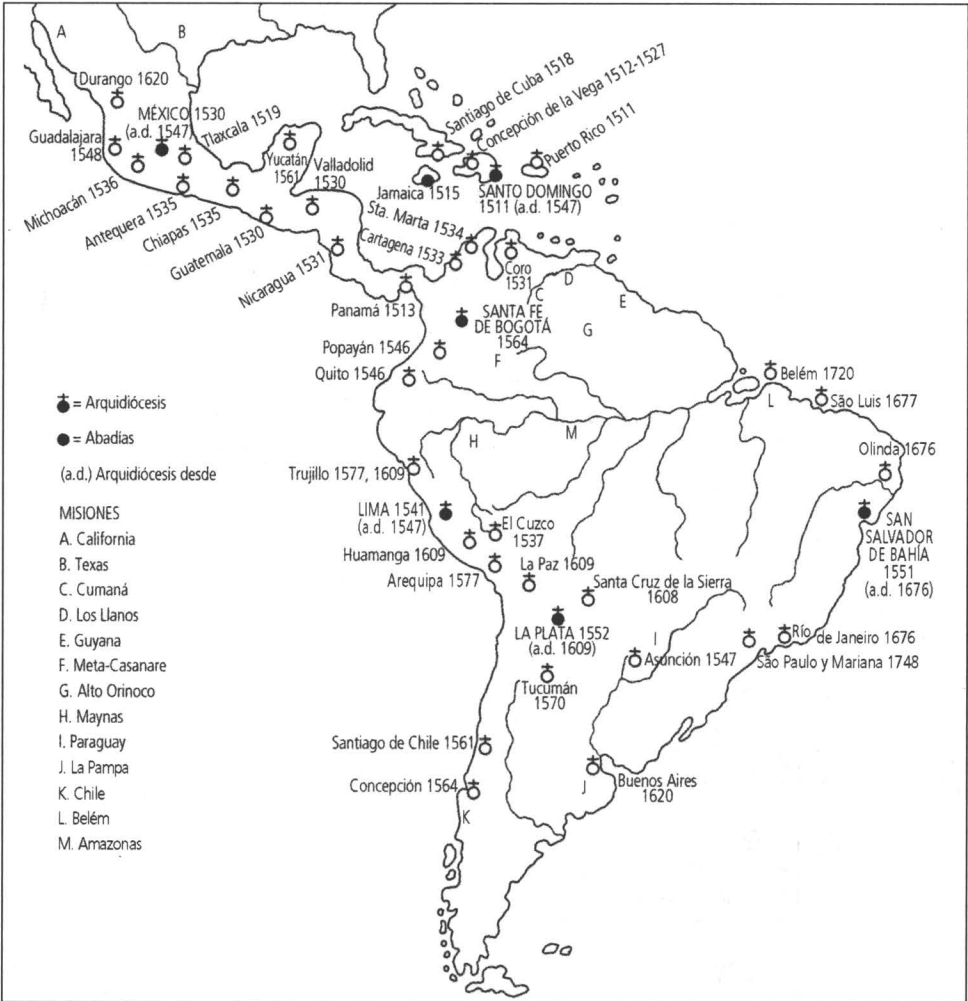 A
B
Durango 1620
MÉXICO 1530
(a.d. 1547)
Tlaxcala 1519
Guadalajara
1548
Michoacán 1536
Antequera 1535
Chiapas 1535
Guatemala 1530
Yucatán
1561
Valladolid
1530
Nicaragua 1531
Santiago de Cuba 1518
Concepción de la Vega 1512-1527
Puerto Rico 1511
Jamaica 1515
SANTO DOMINGO
1511 (a.d. 1547)
Sta. Marta 1534
Cartagena 1533
Coro
1531
Panamá 1513
C
D
E
G
F
SANTA FE
DE BOGOTÁ
1564
Popayán 1546
Quito 1546
Belém 1720
L
São Luis 1677
Olinda 1676
H
M
Trujillo 1577, 1609
LIMA 1541
(a.d. 1547)
El Cuzco
1537
Huamanga 1609
Arequipa 1577
La Paz 1609
Santa Cruz de la Sierra
1608
SAN
SALVADOR
DE BAHÍA
1551
(a.d. 1676)
LA PLATA 1552
(a.d. 1609)
I
Asunción 1547
Río de Janeiro 1676
São Paulo y Mariana 1748
Tucumán
1570
Santiago de Chile 1561
Concepción 1564
K
J
Buenos Aires
1620
= Arquidiócesis
= Abadías
(a.d.) Arquidiócesis desde
MISIONES
A. California
B. Texas
C. Cumaná
D. Los Llanos
E. Guyana
F. Meta-Casanare
G. Alto Orinoco
H. Maynas
I. Paraguay
J. La Pampa
K. Chile
L. Belém
M. Amazonas